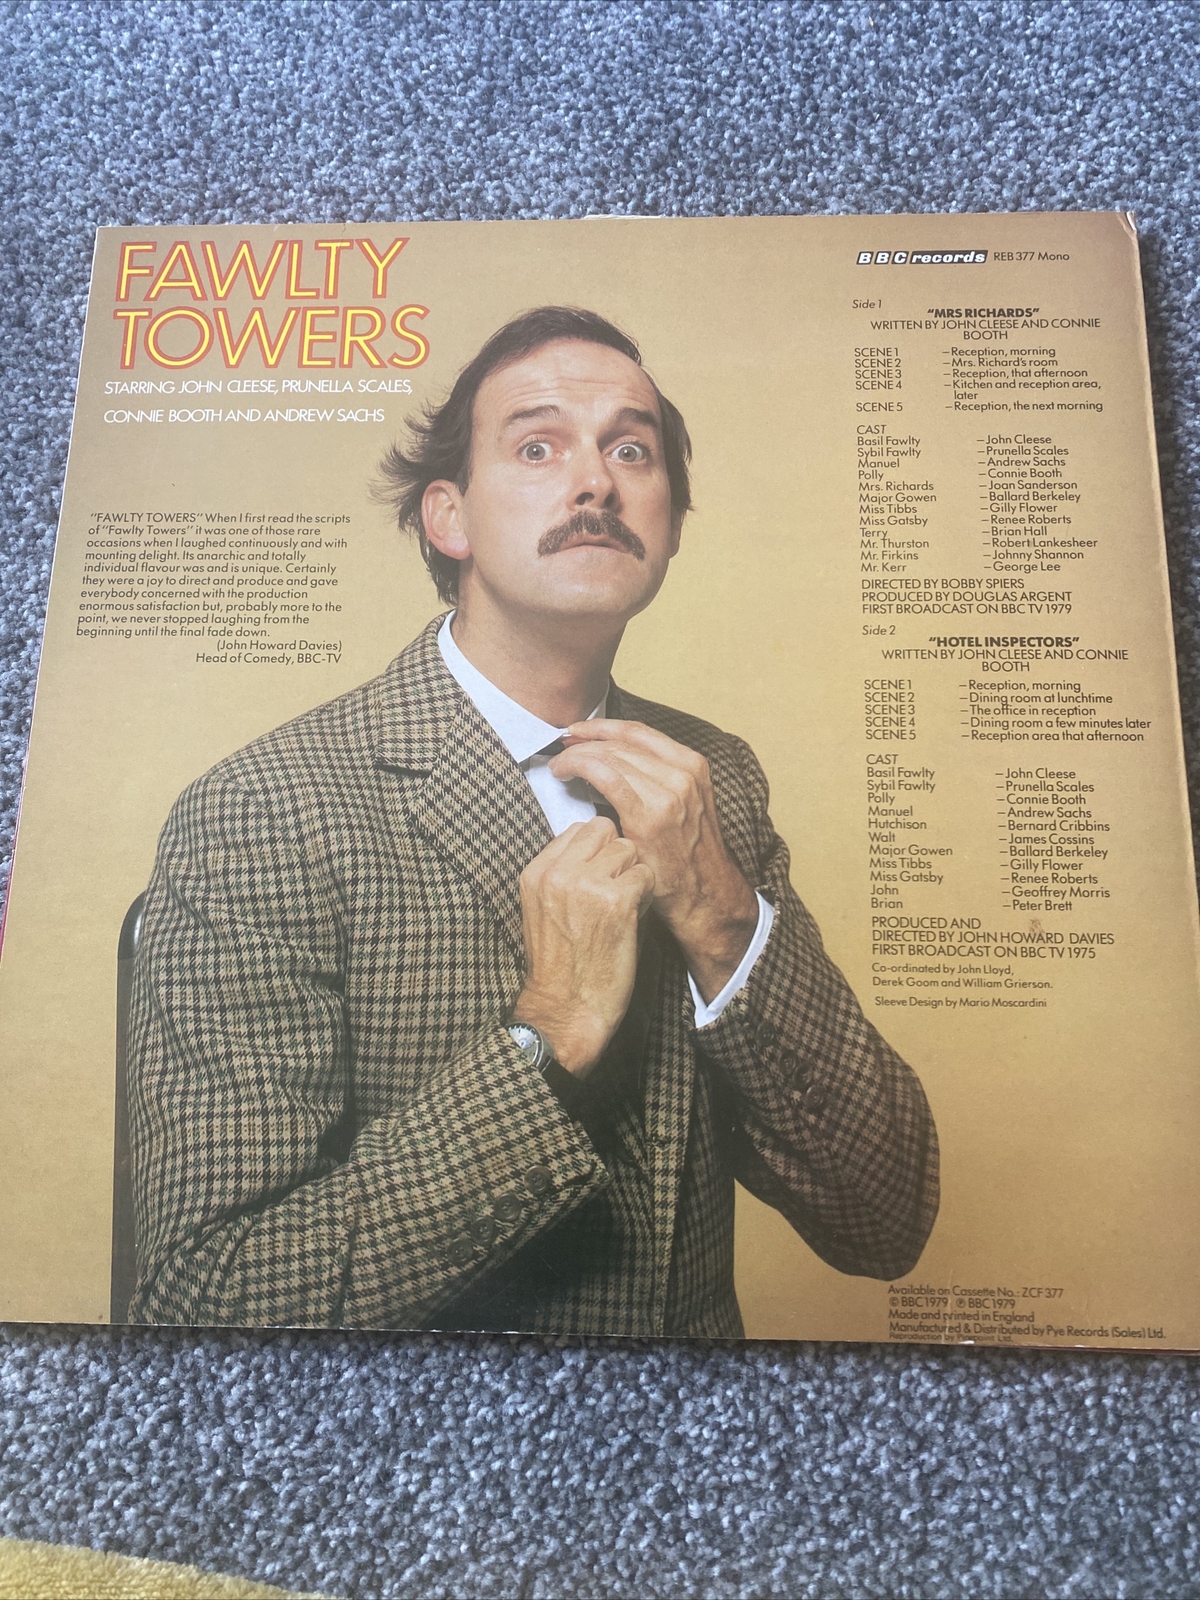 FAWLTY
TOWERS
STARRING JOHN CLEESE, PRUNELLA SCALES,
CONNIE BOOTH AND ANDREW SACHS
"FAWLTY TOWERS" When I first read the scripts
of "Fawlty Towers" it was one of those rare
occasions when I laughed continuously and with
mounting delight. Its anarchic and totally
individual flavour was and is unique. Certainly
they were a joy to direct and produce and gave
everybody concerned with the production
enormous satisfaction but, probably more to the
point, we never stopped laughing from the
beginning until the final fade down.
(John Howard Davies)
Head of Comedy, BBC-TV
BBC records REB 377 Mono
Side 1
"MRS RICHARDS"
WRITTEN BY JOHN CLEESE AND CONNIE
BOOTH
SCENE 1 – Reception, morning
SCENE 2 – Mrs. Richard's room
SCENE 3 – Reception, that afternoon
SCENE 4 – Kitchen and reception area,
later
SCENE 5 – Reception, the next morning
CAST
Basil Fawlty – John Cleese
Sybil Fawlty – Prunella Scales
Manuel – Andrew Sachs
Polly – Connie Booth
Mrs. Richards – Joan Sanderson
Major Gowen – Ballard Berkeley
Miss Tibbs – Gilly Flower
Miss Gatsby – Renee Roberts
Terry – Brian Hall
Mr. Thurston – Robert Lankesheer
Mr. Firkins – Johnny Shannon
Mr. Kerr – George Lee
DIRECTED BY BOBBY SPIERS
PRODUCED BY DOUGLAS ARGENT
FIRST BROADCAST ON BBC TV 1979
Side 2
"HOTEL INSPECTORS"
WRITTEN BY JOHN CLEESE AND CONNIE
BOOTH
SCENE 1 – Reception, morning
SCENE 2 – Dining room at lunchtime
SCENE 3 – The office in reception
SCENE 4 – Dining room a few minutes later
SCENE 5 – Reception area that afternoon
CAST
Basil Fawlty – John Cleese
Sybil Fawlty – Prunella Scales
Polly – Connie Booth
Manuel – Andrew Sachs
Hutchison – Bernard Cribbins
Walt – James Cossins
Major Gowen – Ballard Berkeley
Miss Tibbs – Gilly Flower
Miss Gatsby – Renee Roberts
John – Geoffrey Morris
Brian – Peter Brett
PRODUCED AND
DIRECTED BY JOHN HOWARD DAVIES
FIRST BROADCAST ON BBC TV 1975
Co-ordinated by John Lloyd,
Derek Goom and William Grierson.
Sleeve Design by Mario Moscardini
Available on Cassette No.: ZCF 377
© BBC 1979 ℗ BBC 1979
Made and printed in England
Manufactured & Distributed by Pye Records (Sales) Ltd.
Reproduction by Ltd.